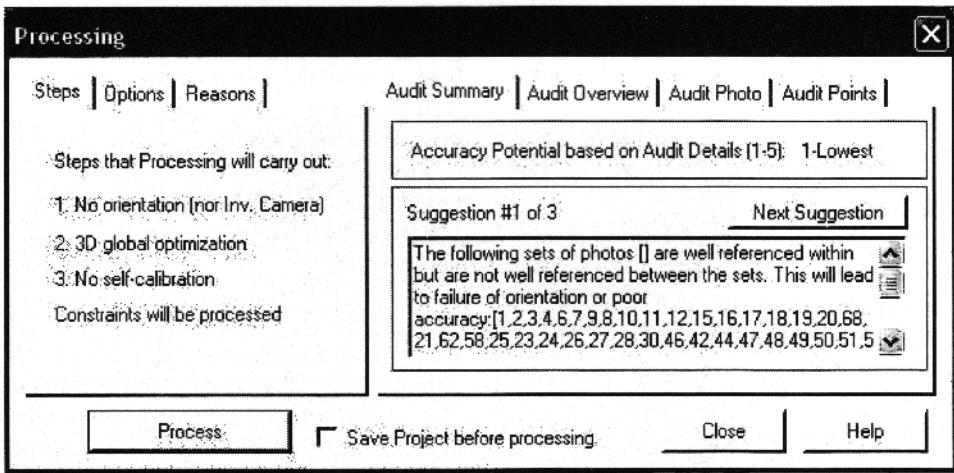 Processing
Steps Options Reasons
Steps that Processing will carry out:
1. No orientation (nor Inv. Camera)
2. 3D global optimization
3. No self-calibration
Constraints will be processed
Audit Summary Audit Overview Audit Photo Audit Points
Accuracy Potential based on Audit Details (1-5): 1-Lowest
Suggestion #1 of 3 Next Suggestion
The following sets of photos [] are well referenced within
but are not well referenced between the sets. This will lead
to failure of orientation or poor
accuracy:[1,2,3,4,6,7,9,8,10,11,12,15,16,17,18,19,20,68,
21,62,58,25,23,24,26,27,28,30,46,42,44,47,48,49,50,51,5
Process Save Project before processing. Close Help